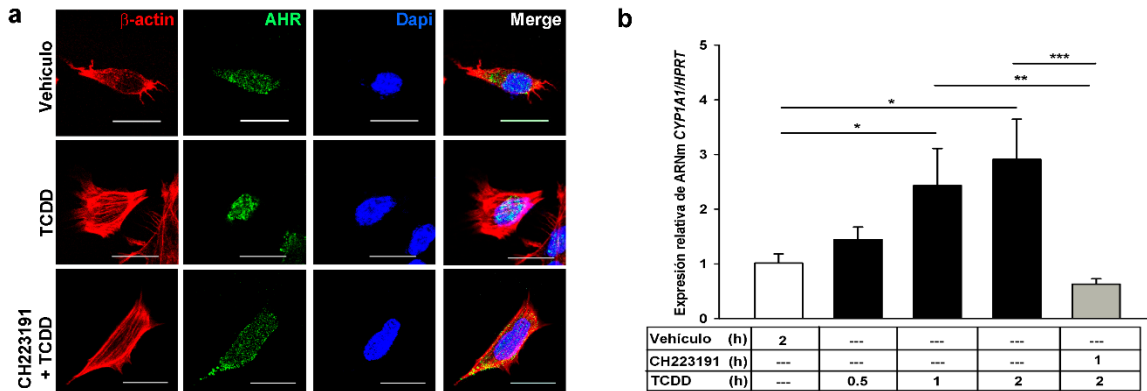 a
β-actin AHR Dapi Merge
Vehículo
TCDD
CH223191
+ TCDD
b
Expresión relativa de ARNm CYP1A1/HPRT
5
4
3
2
1
0
***
**
*
*
Vehículo (h) 2 --- --- --- ---
CH223191 (h) --- --- --- --- 1
TCDD (h) --- 0.5 1 2 2